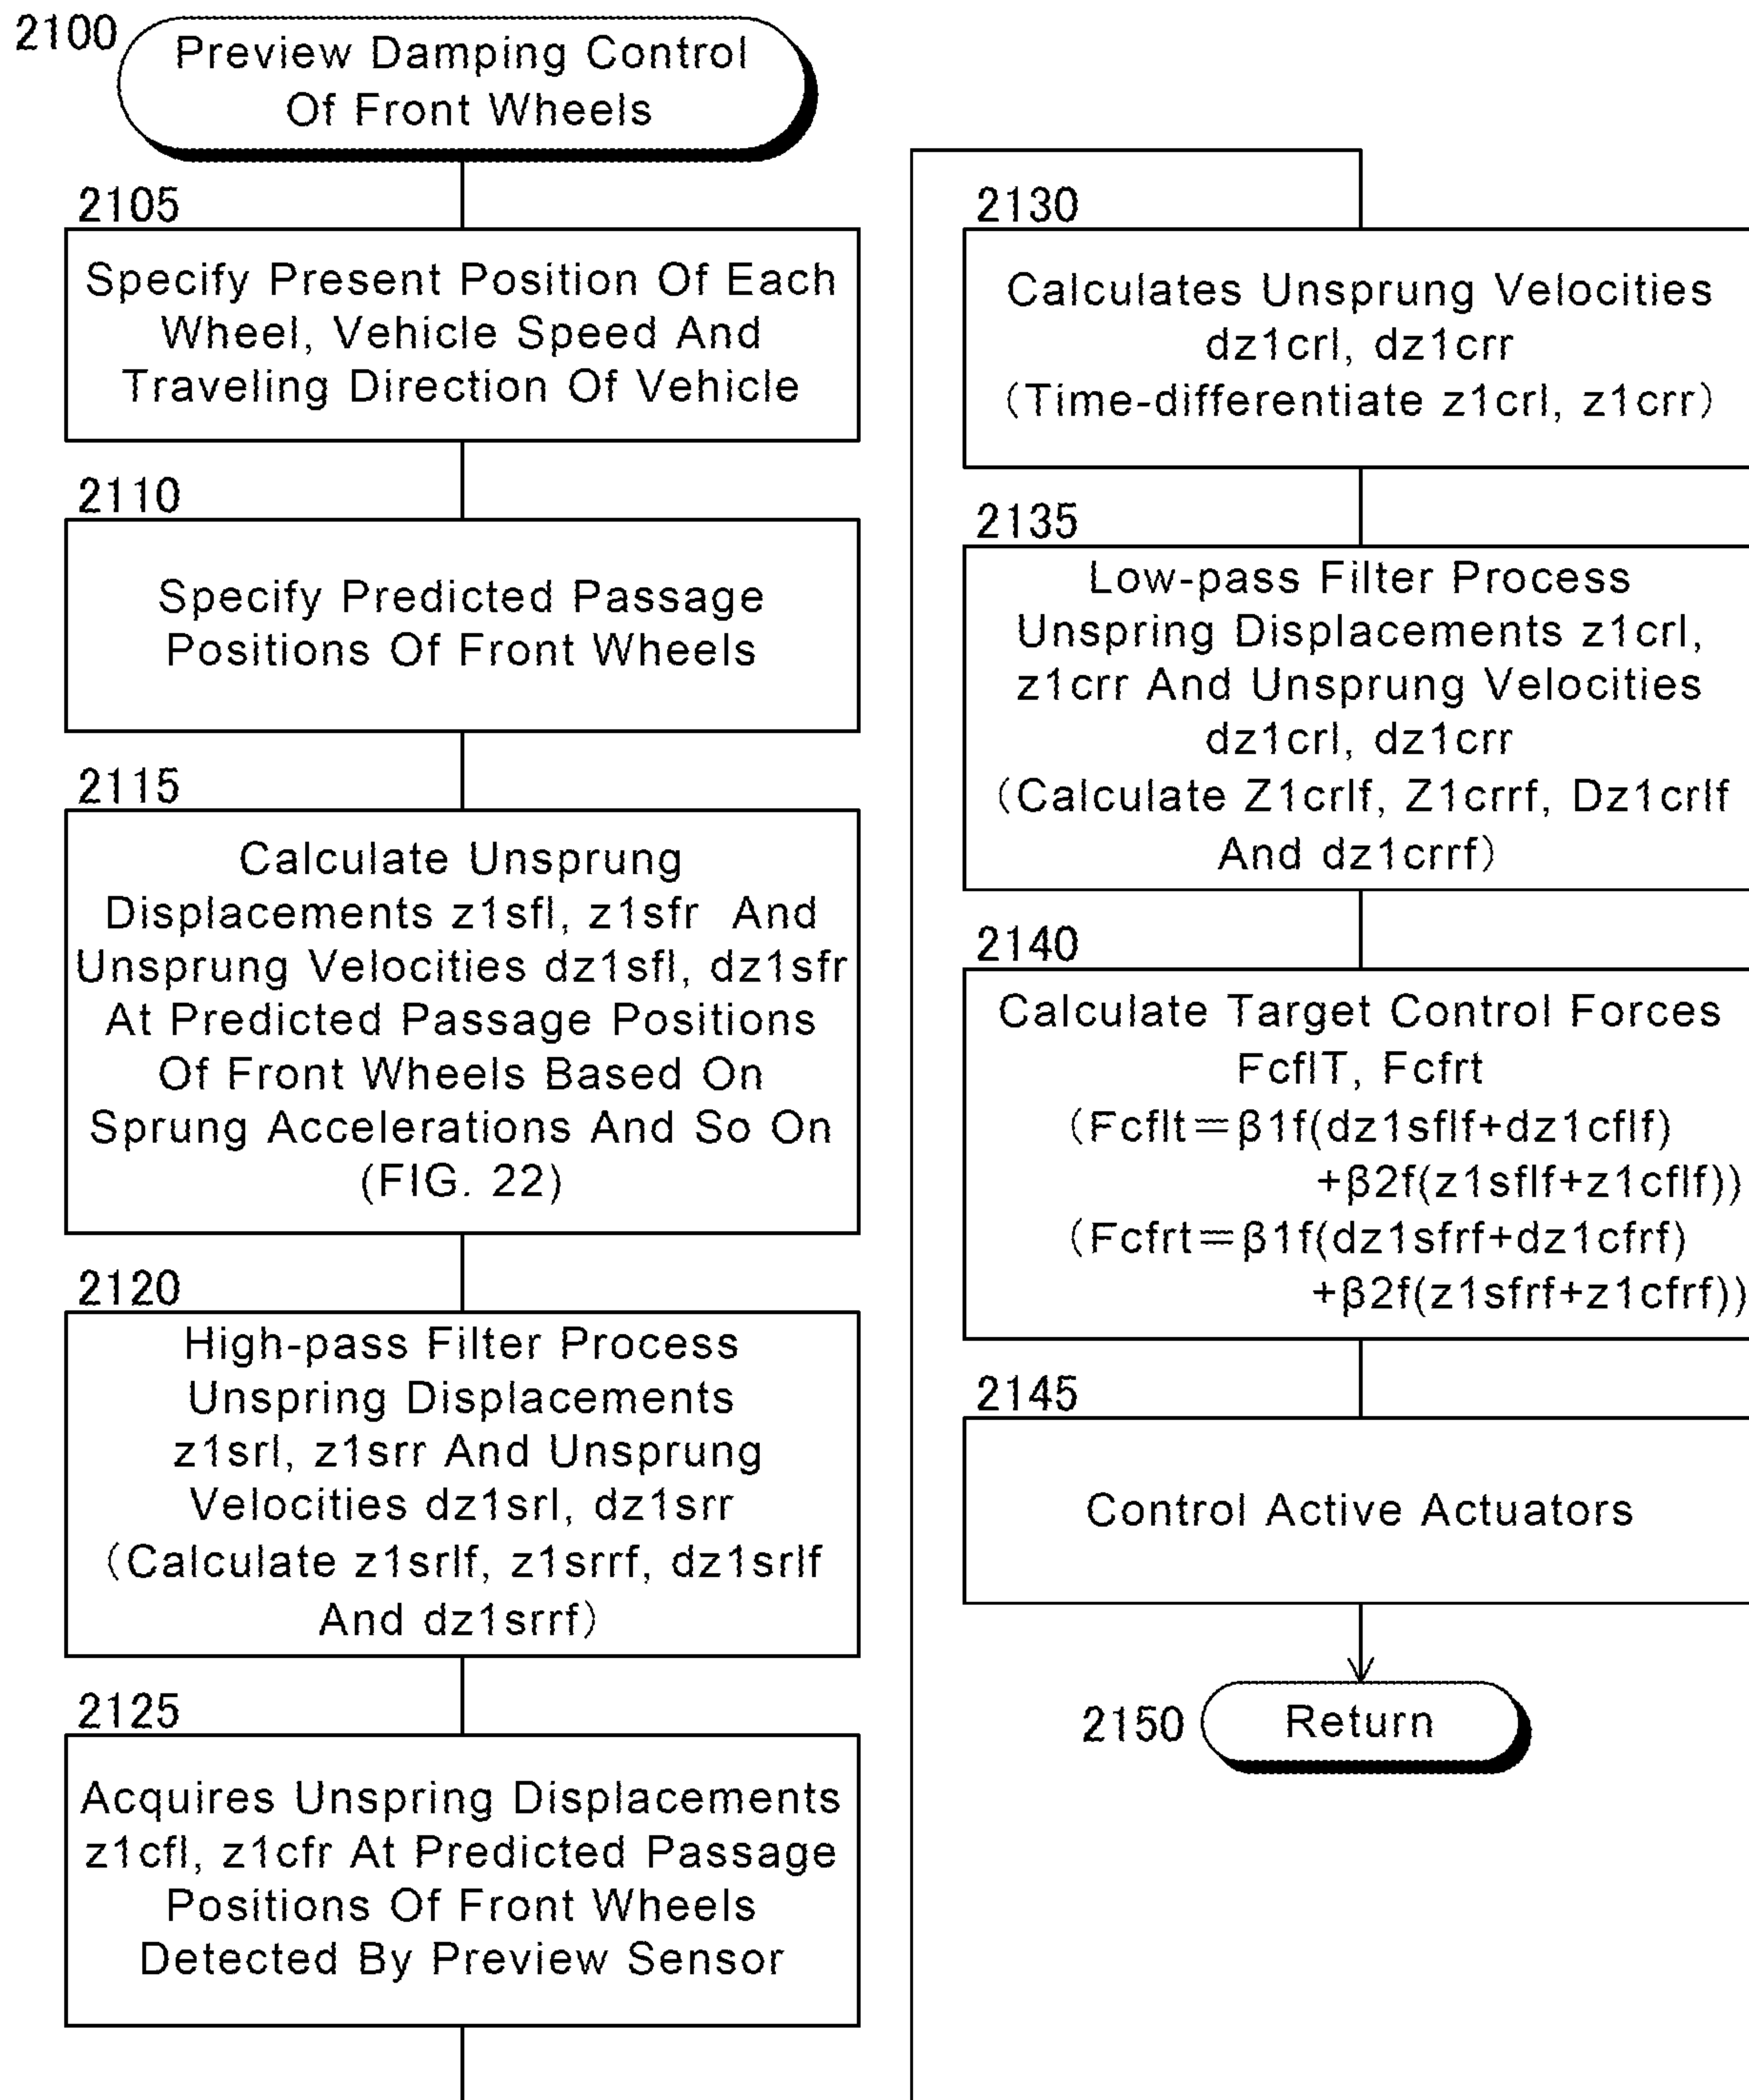 2100
Preview Damping Control
Of Front Wheels
2105
Specify Present Position Of Each
Wheel, Vehicle Speed And
Traveling Direction Of Vehicle
2110
Specify Predicted Passage
Positions Of Front Wheels
2115
Calculate Unsprung
Displacements z1sfl, z1sfr And
Unsprung Velocities dz1sfl, dz1sfr
At Predicted Passage Positions
Of Front Wheels Based On
Sprung Accelerations And So On
(FIG. 22)
2120
High-pass Filter Process
Unspring Displacements
z1srl, z1srr And Unsprung
Velocities dz1srl, dz1srr
(Calculate z1srlf, z1srrf, dz1srlf
And dz1srrf)
2125
Acquires Unspring Displacements
z1cfl, z1cfr At Predicted Passage
Positions Of Front Wheels
Detected By Preview Sensor
2130
Calculates Unsprung Velocities
dz1crl, dz1crr
(Time-differentiate z1crl, z1crr)
2135
Low-pass Filter Process
Unspring Displacements z1crl,
z1crr And Unsprung Velocities
dz1crl, dz1crr
(Calculate Z1crlf, Z1crrf, Dz1crlf
And dz1crrf)
2140
Calculate Target Control Forces
FcflT, Fcfrt
(Fcflt=β1f(dz1sflf+dz1cflf)
+β2f(z1sflf+z1cflf))
(Fcfrt=β1f(dz1sfrf+dz1cfrf)
+β2f(z1sfrf+z1cfrf))
2145
Control Active Actuators
2150
Return